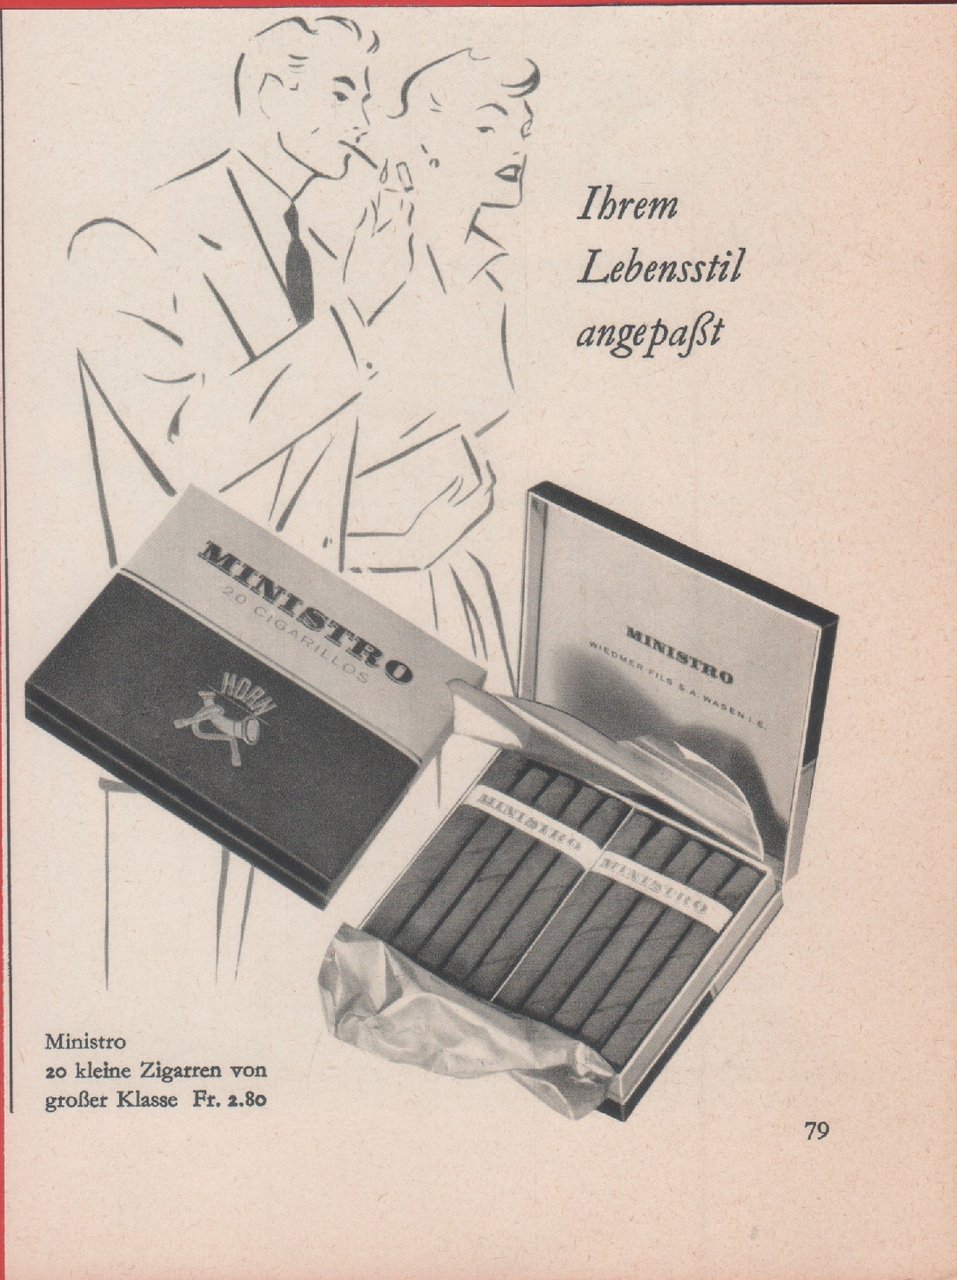 Ihrem
Lebensstil
angepaßt
MINISTRO
20 CIGARILLOS
HORN
MINISTRO
WIEDMER FILS S.A. WASEN I. E.
MINISTRO
MINISTRO
Ministro
20 kleine Zigarren von
großer Klasse Fr. 2.80
79